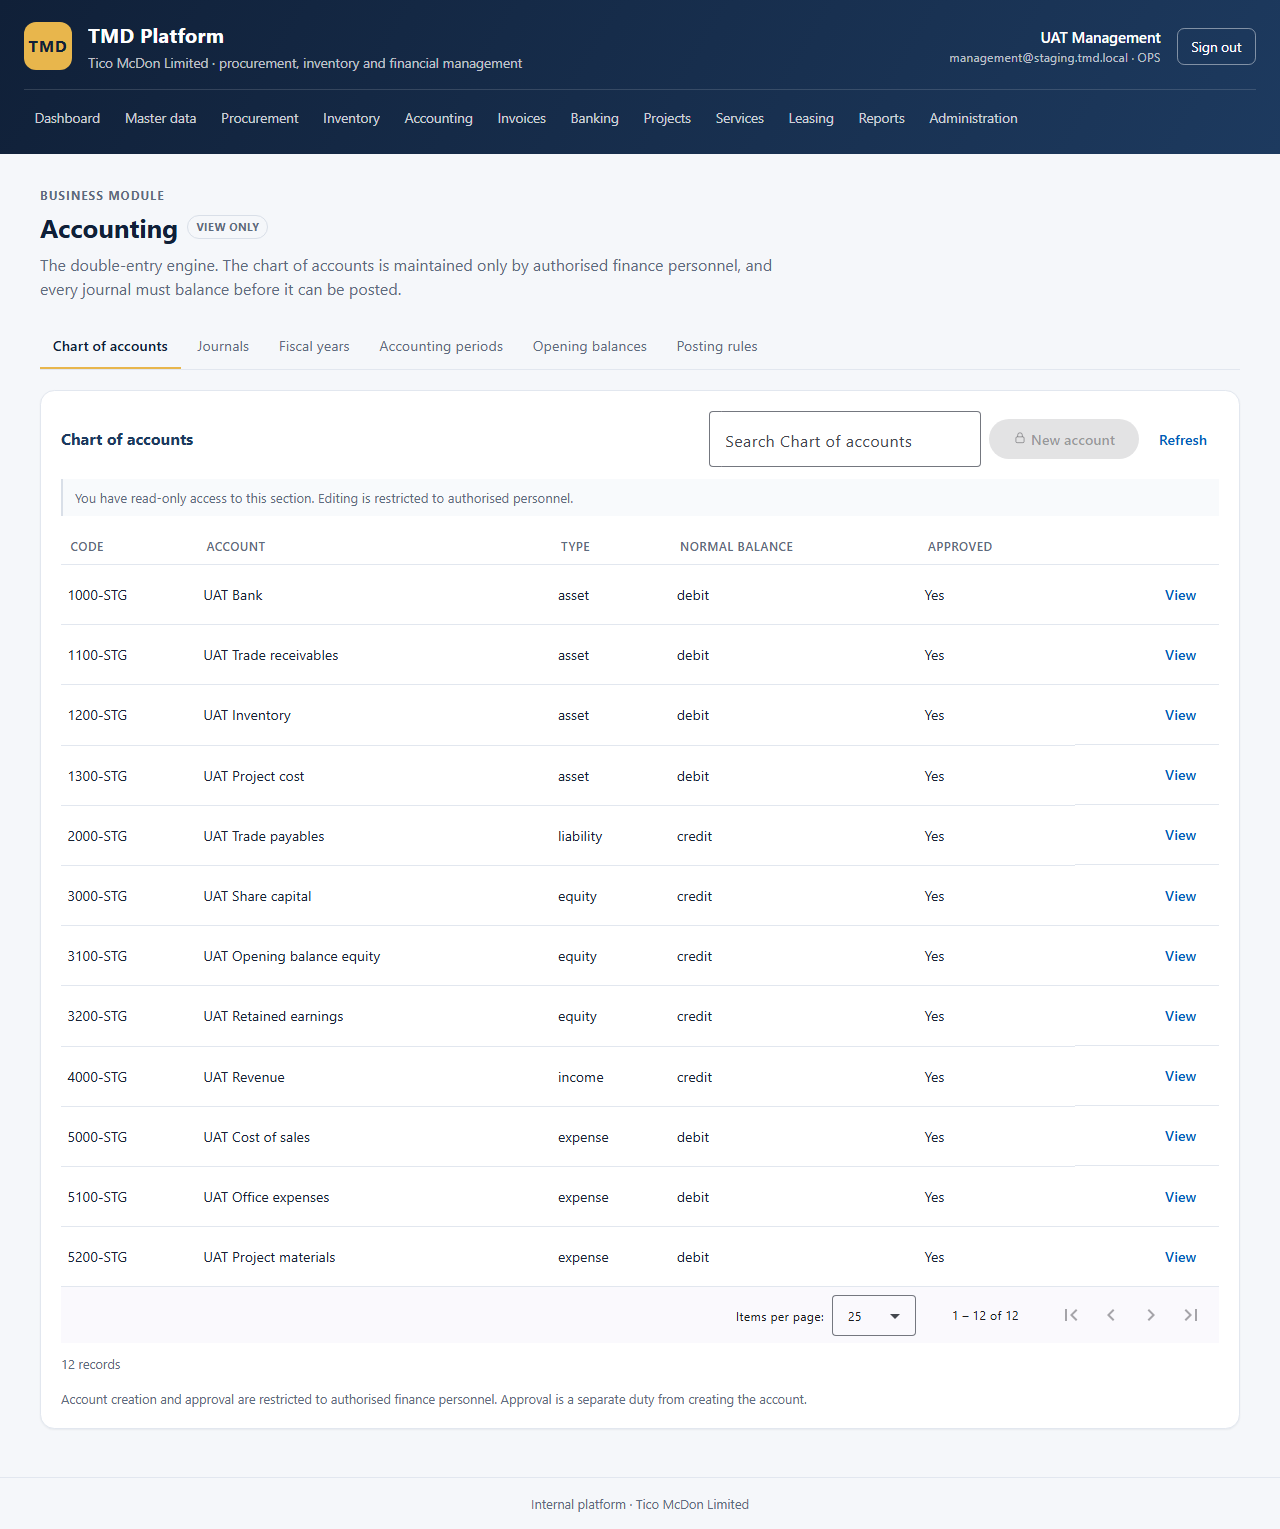 TMD
TMD Platform
Tico McDon Limited · procurement, inventory and financial management
UAT Management
management@staging.tmd.local · OPS
Sign out
Dashboard Master data Procurement Inventory Accounting Invoices Banking Projects Services Leasing Reports Administration
BUSINESS MODULE
Accounting VIEW ONLY
The double-entry engine. The chart of accounts is maintained only by authorised finance personnel, and
every journal must balance before it can be posted.
Chart of accounts Journals Fiscal years Accounting periods Opening balances Posting rules
Chart of accounts Search Chart of accounts New account Refresh
You have read-only access to this section. Editing is restricted to authorised personnel.
CODE ACCOUNT TYPE NORMAL BALANCE APPROVED
1000-STG UAT Bank asset debit Yes View
1100-STG UAT Trade receivables asset debit Yes View
1200-STG UAT Inventory asset debit Yes View
1300-STG UAT Project cost asset debit Yes View
2000-STG UAT Trade payables liability credit Yes View
3000-STG UAT Share capital equity credit Yes View
3100-STG UAT Opening balance equity equity credit Yes View
3200-STG UAT Retained earnings equity credit Yes View
4000-STG UAT Revenue income credit Yes View
5000-STG UAT Cost of sales expense debit Yes View
5100-STG UAT Office expenses expense debit Yes View
5200-STG UAT Project materials expense debit Yes View
Items per page: 25 1 – 12 of 12
12 records
Account creation and approval are restricted to authorised finance personnel. Approval is a separate duty from creating the account.
Internal platform · Tico McDon Limited